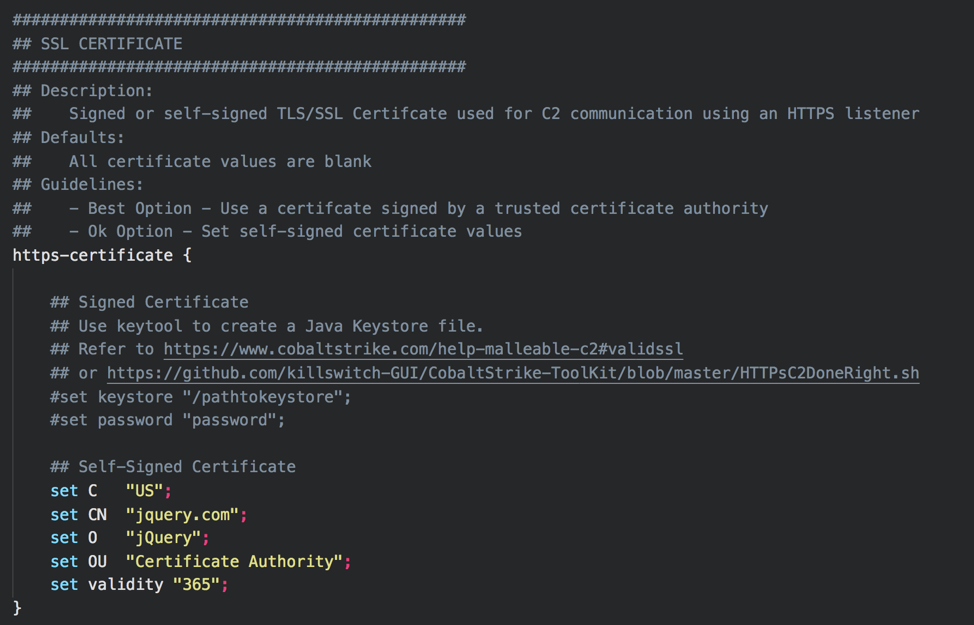 ################################################
## SSL CERTIFICATE
################################################
## Description:
##    Signed or self-signed TLS/SSL Certifcate used for C2 communication using an HTTPS listener
## Defaults:
##    All certificate values are blank
## Guidelines:
##    - Best Option - Use a certifcate signed by a trusted certificate authority
##    - Ok Option - Set self-signed certificate values
https-certificate {
    ## Signed Certificate
    ## Use keytool to create a Java Keystore file.
    ## Refer to https://www.cobaltstrike.com/help-malleable-c2#validssl
    ## or https://github.com/killswitch-GUI/CobaltStrike-ToolKit/blob/master/HTTPsC2DoneRight.sh
    #set keystore "/pathtokeystore";
    #set password "password";
    ## Self-Signed Certificate
    set C   "US";
    set CN  "jquery.com";
    set O   "jQuery";
    set OU  "Certificate Authority";
    set validity "365";
}